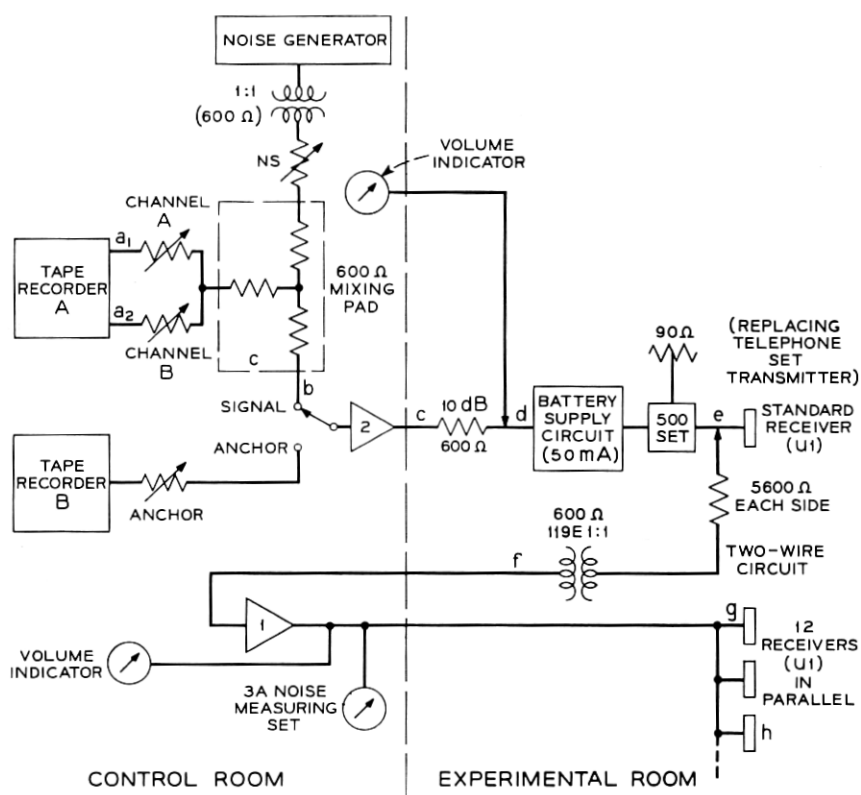 NOISE GENERATOR
1:1
(600 Ω)
NS
VOLUME
INDICATOR
CHANNEL
A
a1
TAPE
RECORDER
A
a2
CHANNEL
B
600 Ω
MIXING
PAD
c
b
SIGNAL
ANCHOR
2
c
10 dB
600 Ω
d
BATTERY
SUPPLY
CIRCUIT
(50mA)
90Ω
500
SET
e
(REPLACING
TELEPHONE
SET
TRANSMITTER)
STANDARD
RECEIVER
(U1)
TAPE
RECORDER
B
ANCHOR
5600 Ω
EACH SIDE
600 Ω
119E 1:1
f
TWO-WIRE
CIRCUIT
1
VOLUME
INDICATOR
3A NOISE
MEASURING
SET
g
12
RECEIVERS
(U1)
IN
PARALLEL
h
CONTROL ROOM
EXPERIMENTAL ROOM